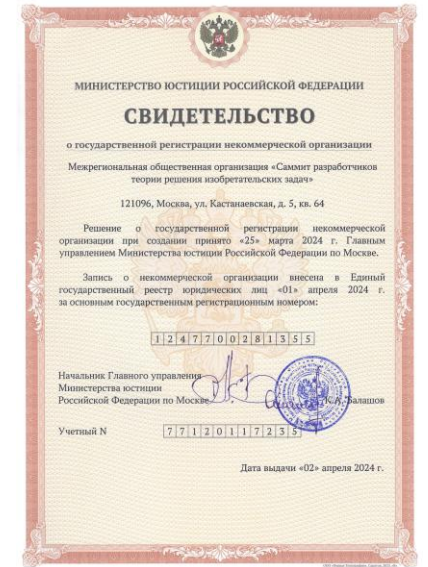 МИНИСТЕРСТВО ЮСТИЦИИ РОССИЙСКОЙ ФЕДЕРАЦИИ
СВИДЕТЕЛЬСТВО
о государственной регистрации некоммерческой организации
Межрегиональная общественная организация «Саммит разработчиков
теории решения изобретательских задач»
121096, Москва, ул. Кастанаевская, д. 5, кв. 64
Решение о государственной регистрации некоммерческой
организации при создании принято «25» марта 2024 г. Главным
управлением Министерства юстиции Российской Федерации по Москве.
Запись о некоммерческой организации внесена в Единый
государственный реестр юридических лиц «01» апреля 2024 г.
за основным государственным регистрационным номером:
1247700281355
Начальник Главного управления
Министерства юстиции
Российской Федерации по Москве
К.А. Балашов
Учетный N 77120117235
Дата выдачи «02» апреля 2024 г.